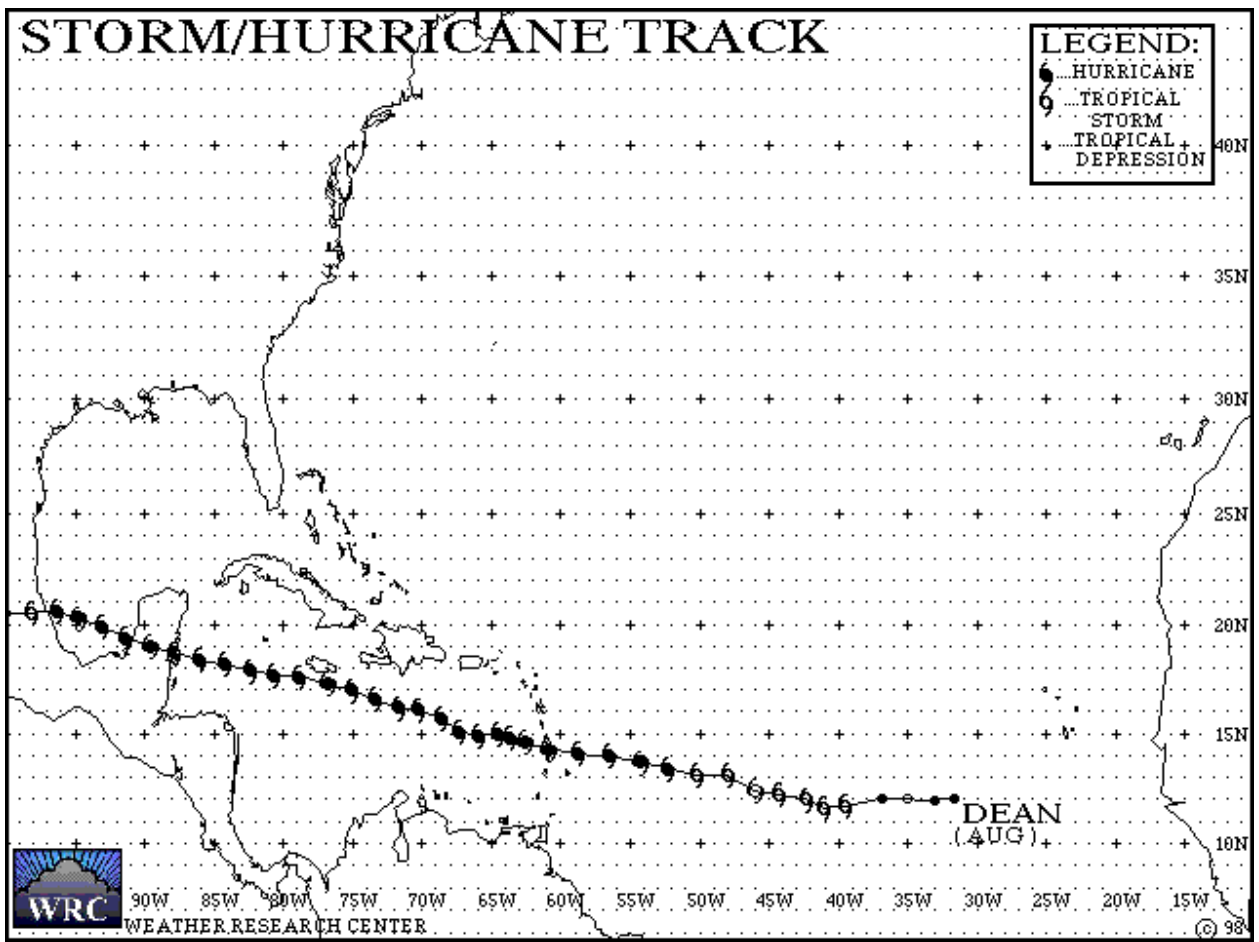 STORM/HURRICANE TRACK
LEGEND:
...HURRICANE
...TROPICAL
STORM
...TROPICAL
DEPRESSION
40N
35N
30N
25N
20N
15N
DEAN
(AUG)
10N
WRC
90W 85W 80W 75W 70W 65W 60W 55W 50W 45W 40W 35W 30W 25W 20W 15W
WEATHER RESEARCH CENTER
© 98